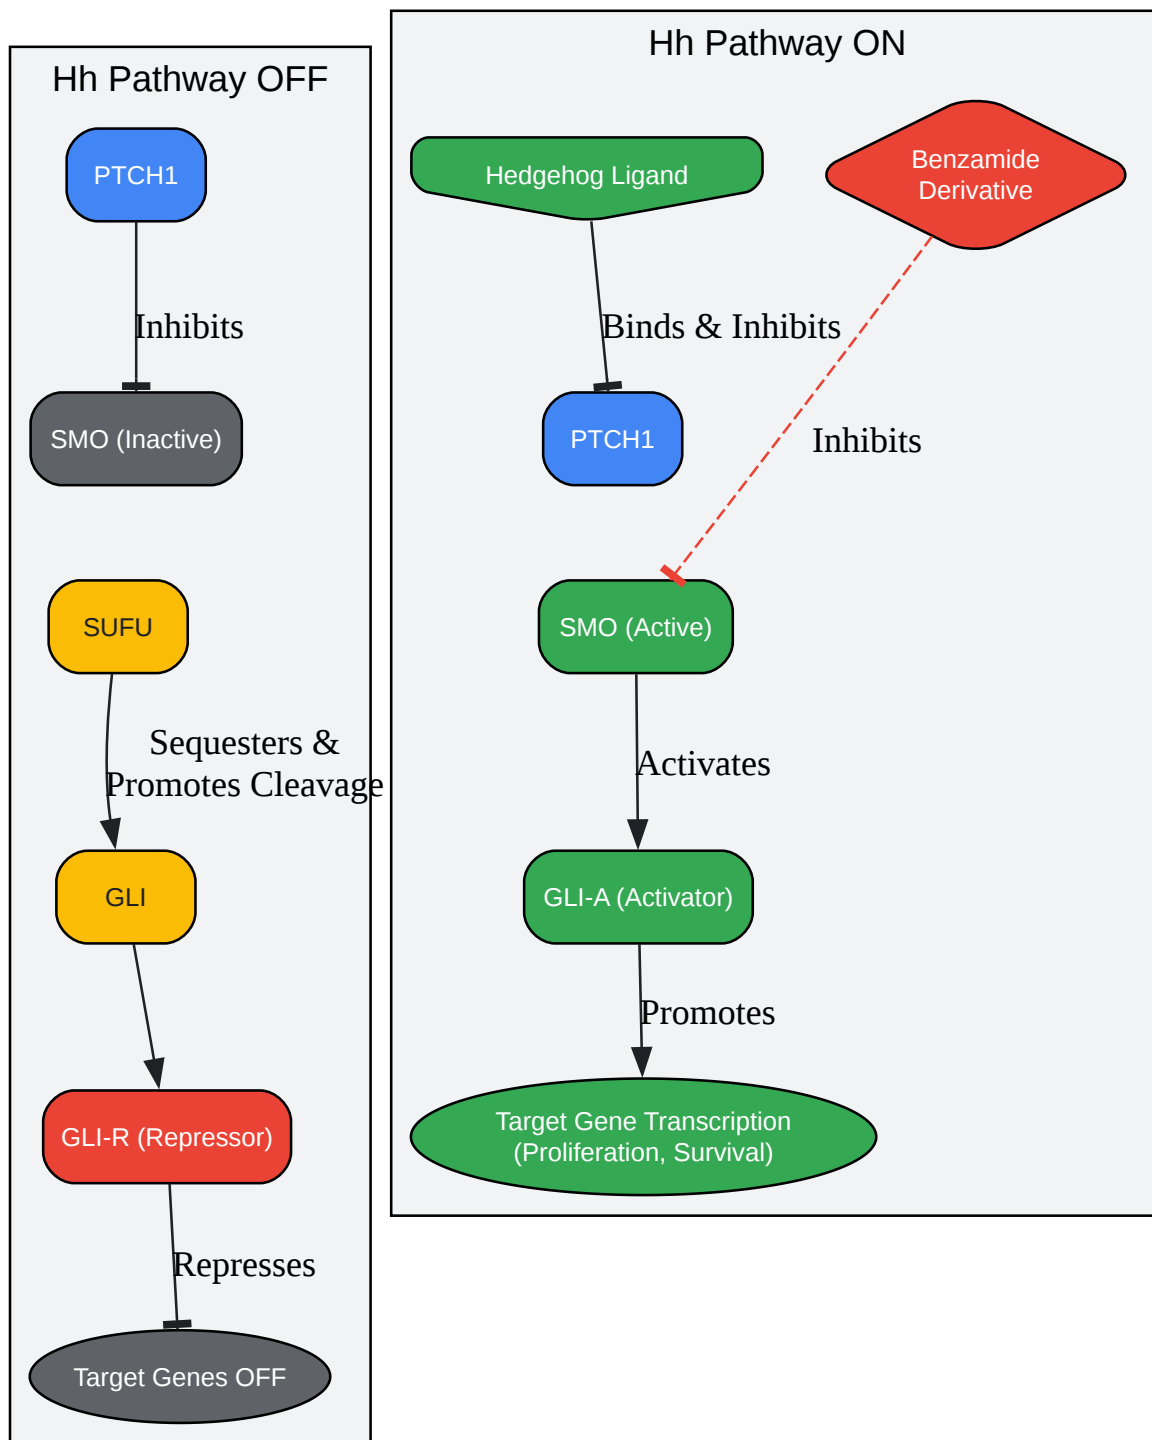 Hh Pathway OFF
PTCH1
Inhibits
SMO (Inactive)
SUFU
Sequesters &
Promotes Cleavage
GLI
GLI-R (Repressor)
Represses
Target Genes OFF
Hh Pathway ON
Hedgehog Ligand
Benzamide
Derivative
Binds & Inhibits
PTCH1
Inhibits
SMO (Active)
Activates
GLI-A (Activator)
Promotes
Target Gene Transcription
(Proliferation, Survival)